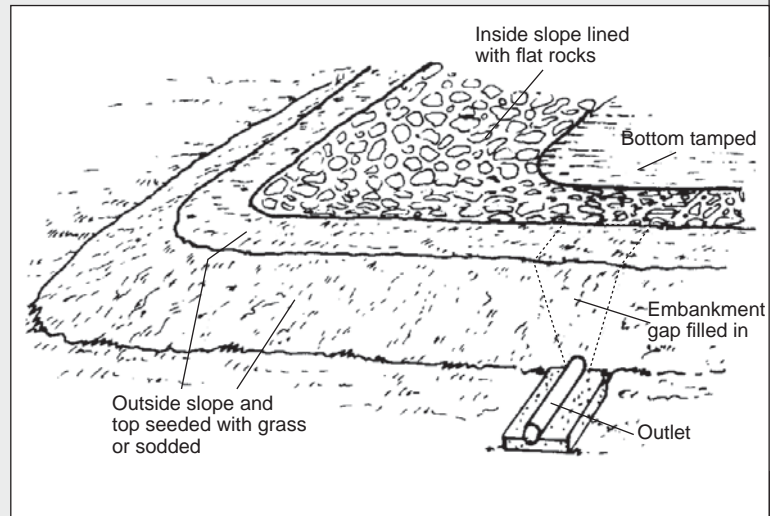 Inside slope lined
with flat rocks
Bottom tamped
Embankment
gap filled in
Outside slope and
top seeded with grass
or sodded
Outlet